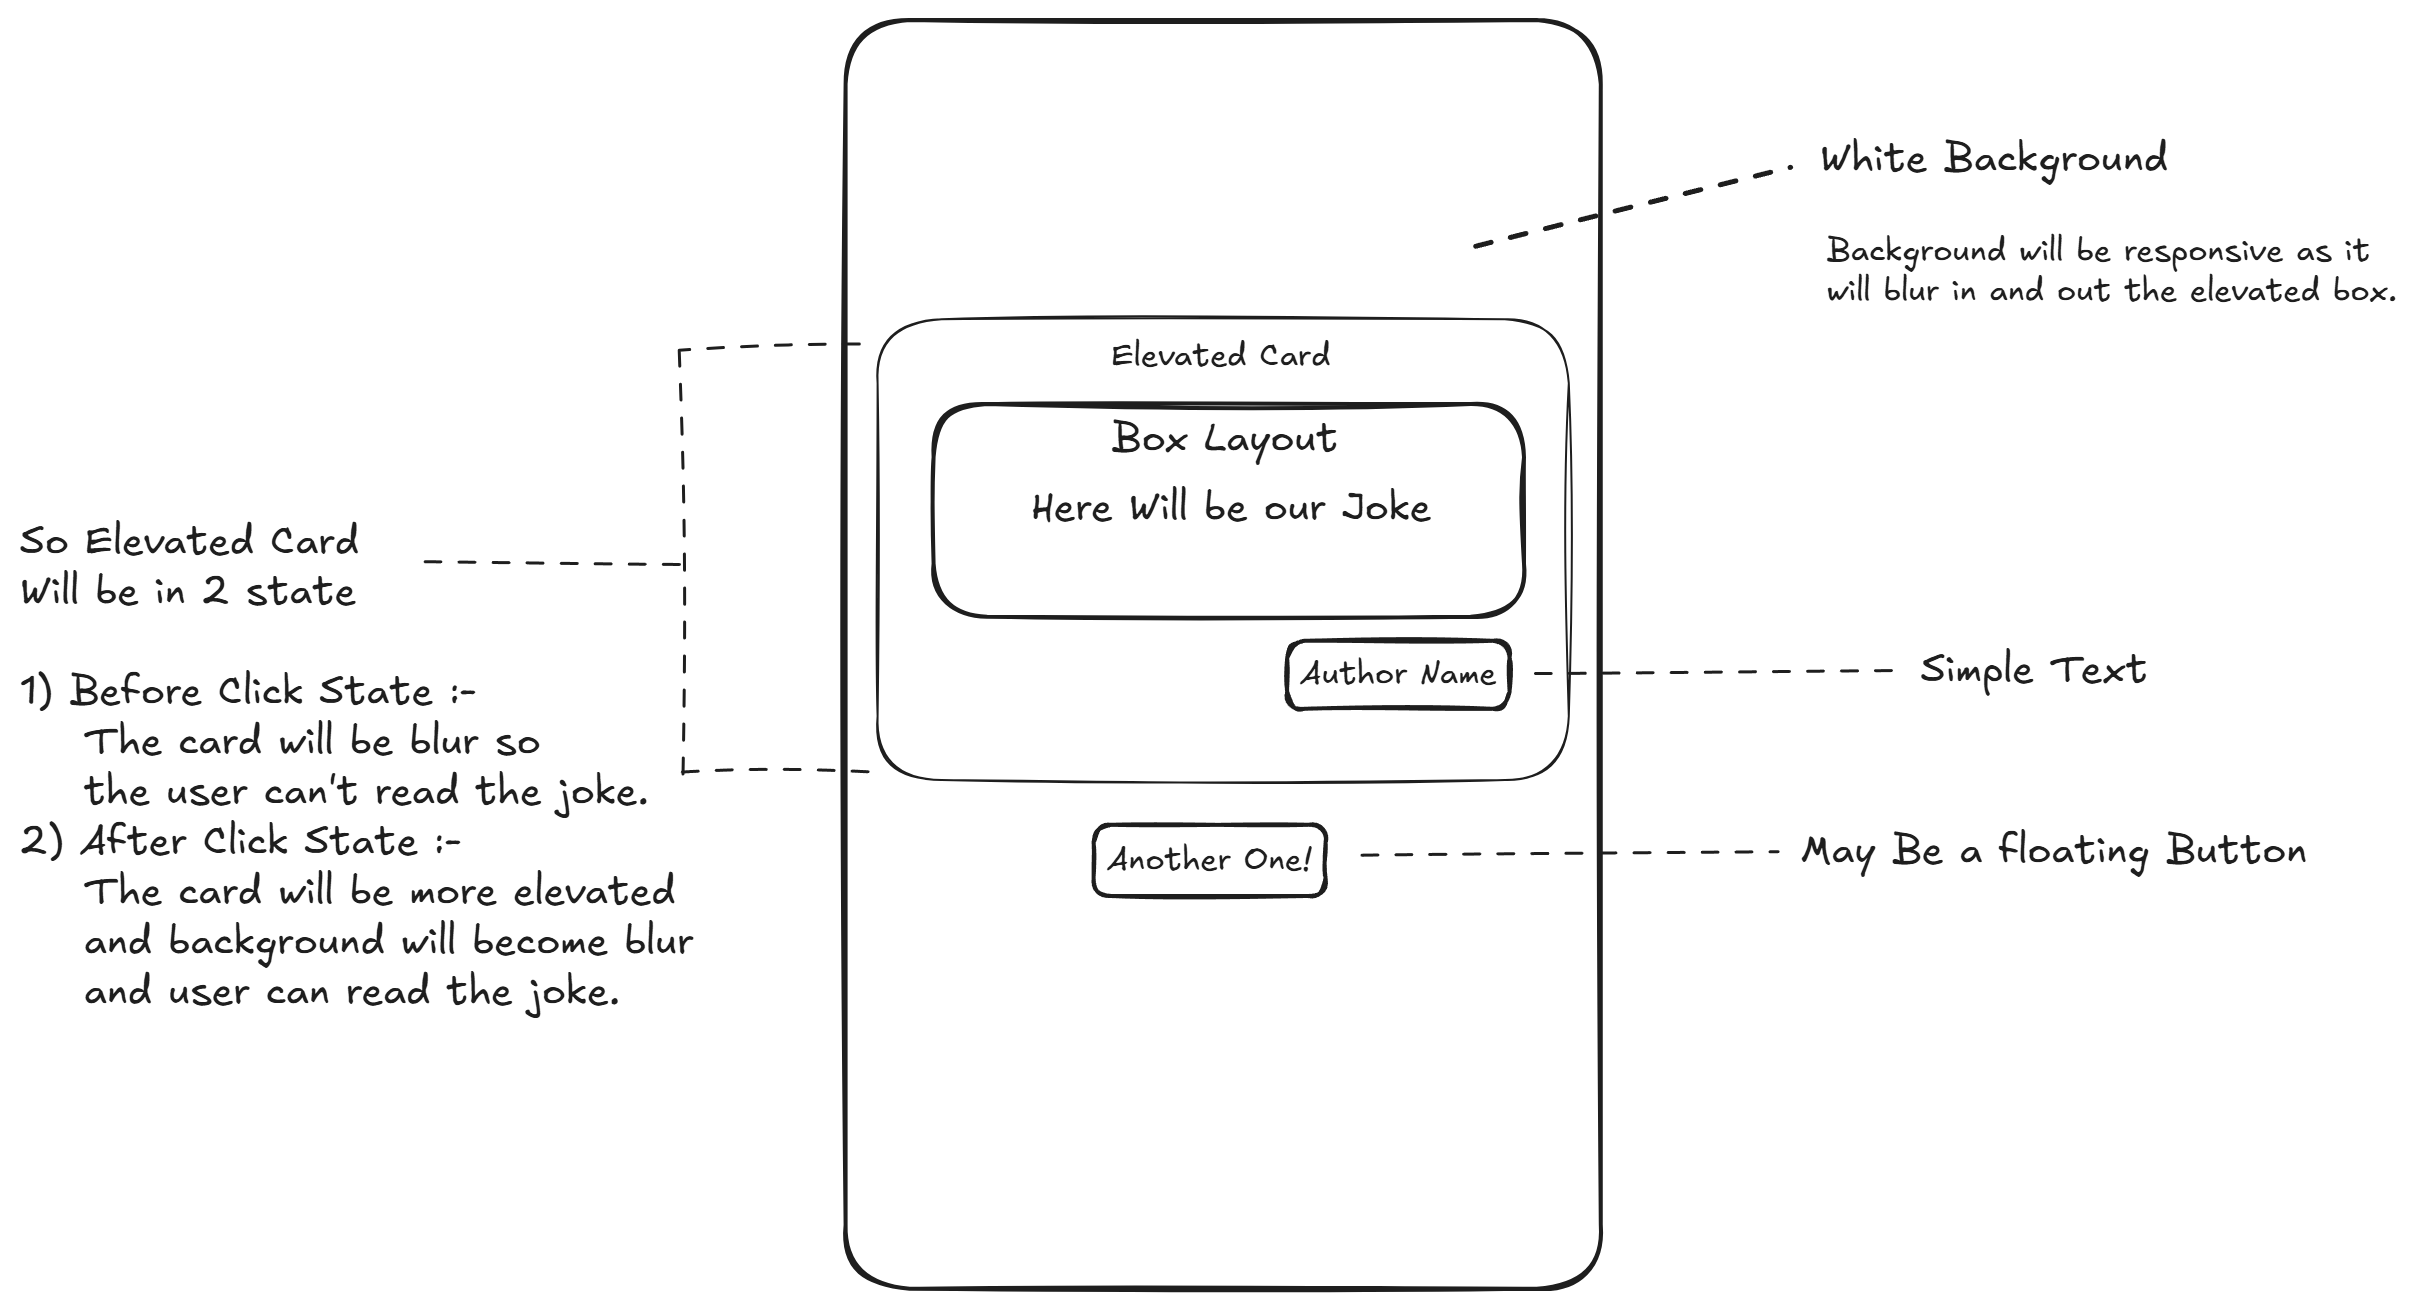 White Background
Background will be responsive as it
will blur in and out the elevated box.
Elevated Card
Box Layout
Here Will be our Joke
So Elevated Card
Will be in 2 state
1) Before Click State :-
The card will be blur so
the user can't read the joke.
2) After Click State :-
The card will be more elevated
and background will become blur
and user can read the joke.
Author Name
Simple Text
Another One!
May Be a floating Button